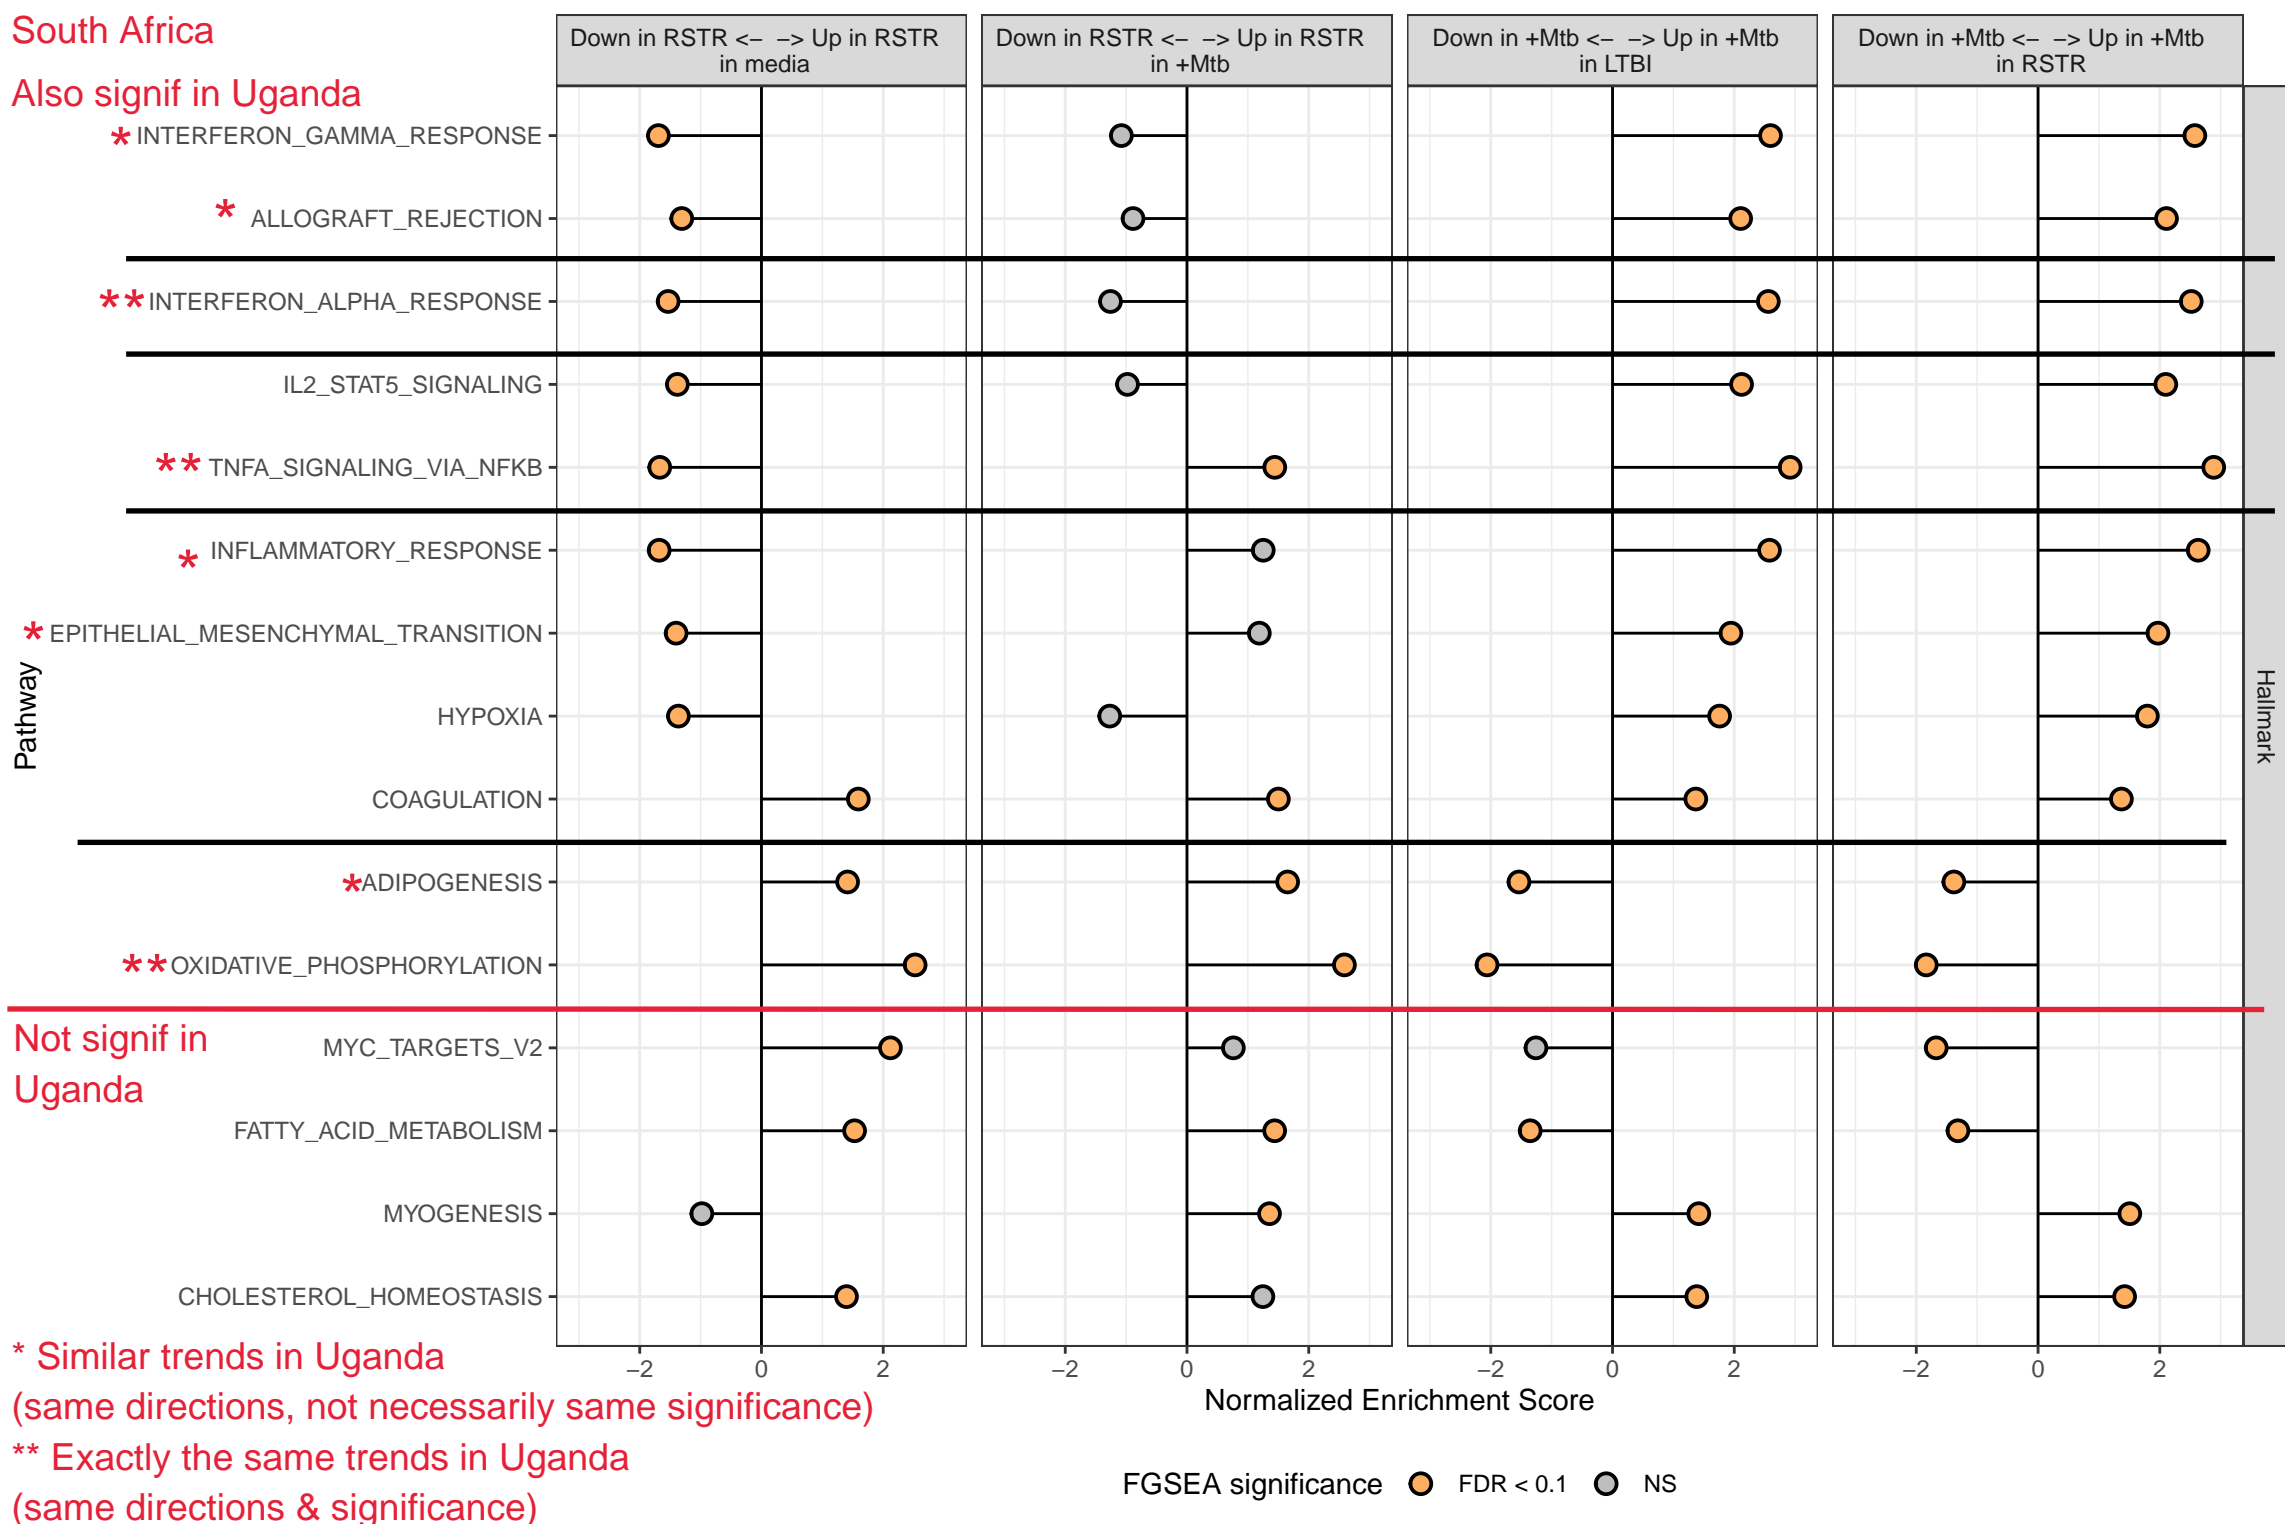 South Africa
Also signif in Uganda
Down in RSTR <− −> Up in RSTR
in media
Down in RSTR <− −> Up in RSTR
in +Mtb
Down in +Mtb <− −> Up in +Mtb
in LTBI
Down in +Mtb <− −> Up in +Mtb
in RSTR
* INTERFERON_GAMMA_RESPONSE
* ALLOGRAFT_REJECTION
** INTERFERON_ALPHA_RESPONSE
IL2_STAT5_SIGNALING
** TNFA_SIGNALING_VIA_NFKB
* INFLAMMATORY_RESPONSE
* EPITHELIAL_MESENCHYMAL_TRANSITION
HYPOXIA
COAGULATION
* ADIPOGENESIS
** OXIDATIVE_PHOSPHORYLATION
Not signif in
Uganda
MYC_TARGETS_V2
FATTY_ACID_METABOLISM
MYOGENESIS
CHOLESTEROL_HOMEOSTASIS
Pathway
Hallmark
−2 0 2
−2 0 2
−2 0 2
−2 0 2
Normalized Enrichment Score
* Similar trends in Uganda
(same directions, not necessarily same significance)
** Exactly the same trends in Uganda
(same directions & significance)
FGSEA significance FDR < 0.1 NS